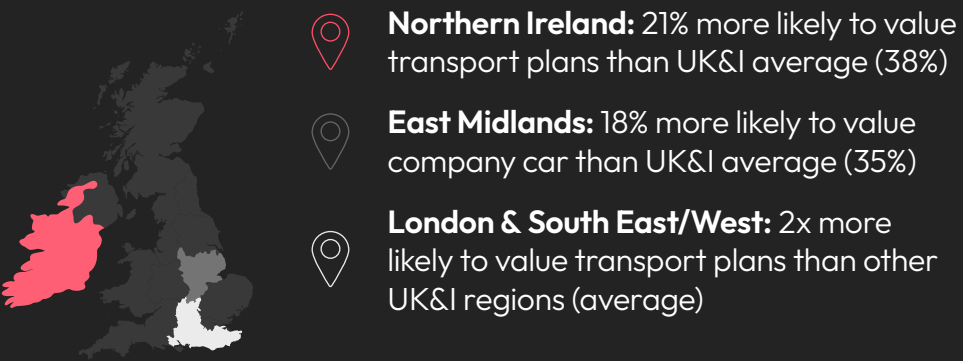 Northern Ireland: 21% more likely to value
transport plans than UK&I average (38%)
East Midlands: 18% more likely to value
company car than UK&I average (35%)
London & South East/West: 2x more
likely to value transport plans than other
UK&I regions (average)